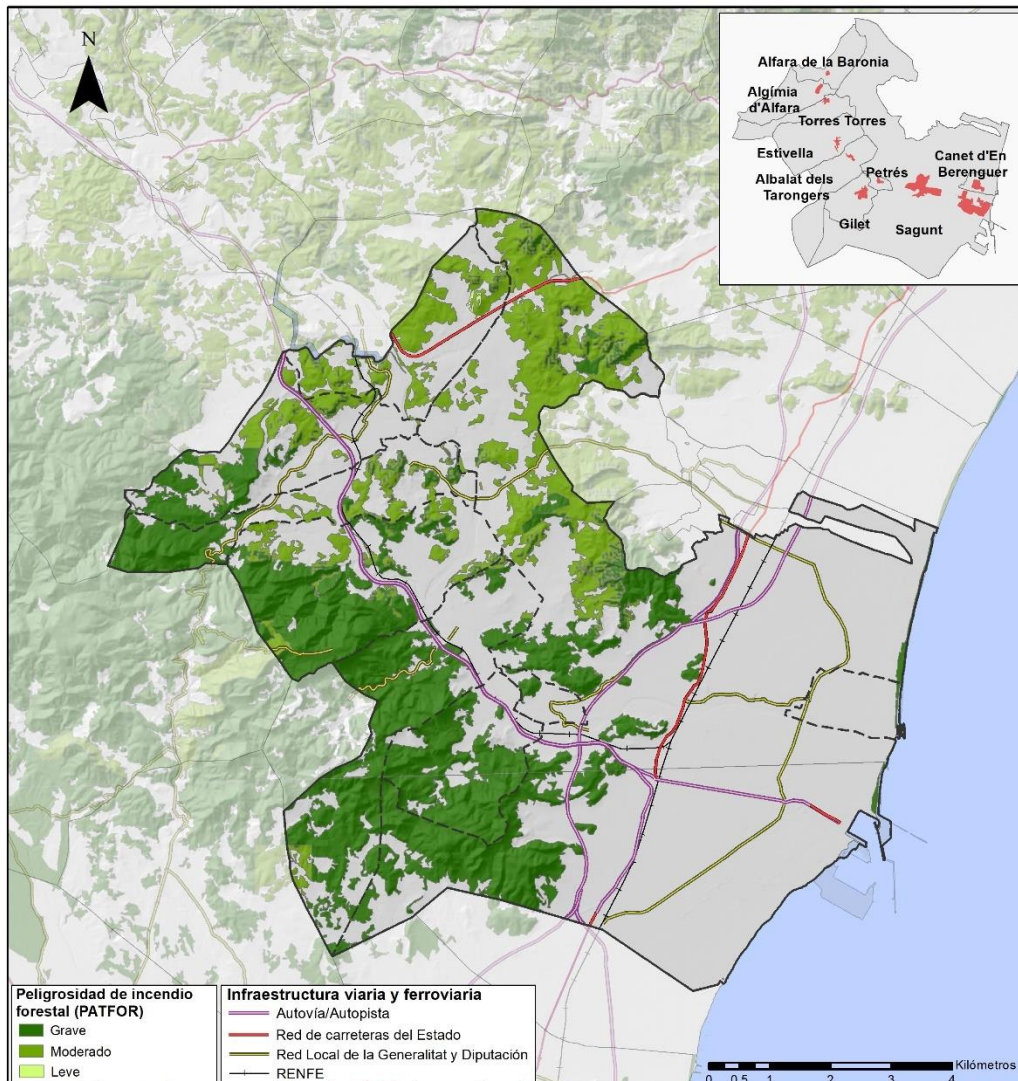 N
Alfara de la Baronia
Algímia
d'Alfara
Torres Torres
Estivella
Canet d'En
Berenguer
Petrés
Albalat dels
Tarongers
Gilet
Sagunt
Peligrosidad de incendio
forestal (PATFOR)
Grave
Moderado
Leve
Infraestructura viaria y ferroviaria
Autovía/Autopista
Red de carreteras del Estado
Red Local de la Generalitat y Diputación
RENFE
Kilómetros
0 0,5 1 2 3 4